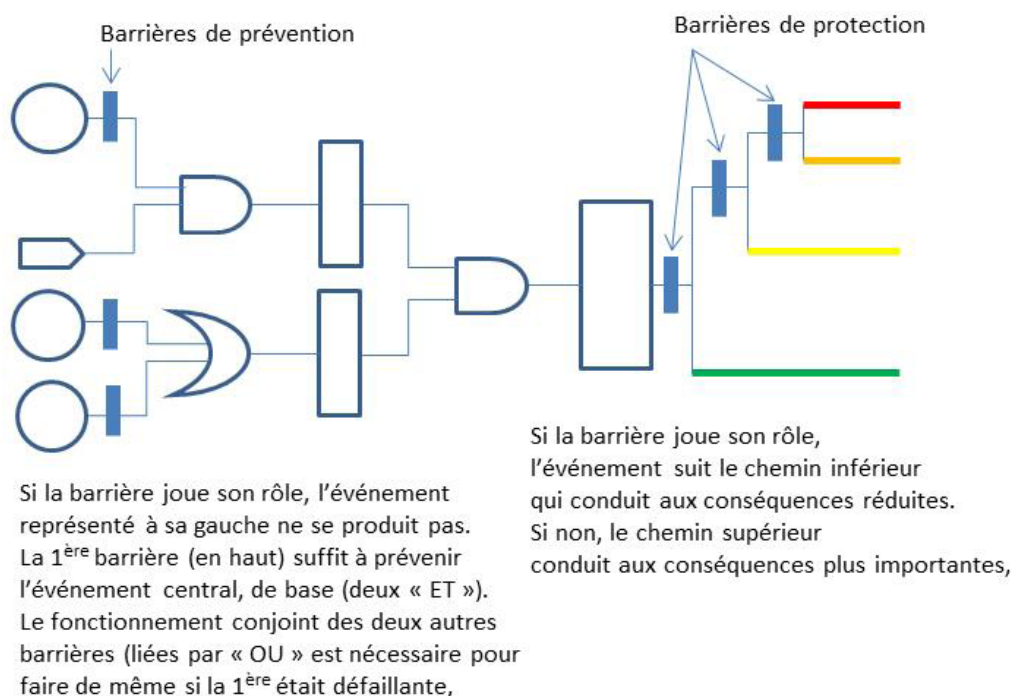 Barrières de prévention
Barrières de protection
Si la barrière joue son rôle, l’événement
représenté à sa gauche ne se produit pas.
La 1ère barrière (en haut) suffit à prévenir
l’événement central, de base (deux « ET »).
Le fonctionnement conjoint des deux autres
barrières (liées par « OU » est nécessaire pour
faire de même si la 1ère était défaillante,
Si la barrière joue son rôle,
l’événement suit le chemin inférieur
qui conduit aux conséquences réduites.
Si non, le chemin supérieur
conduit aux conséquences plus importantes,